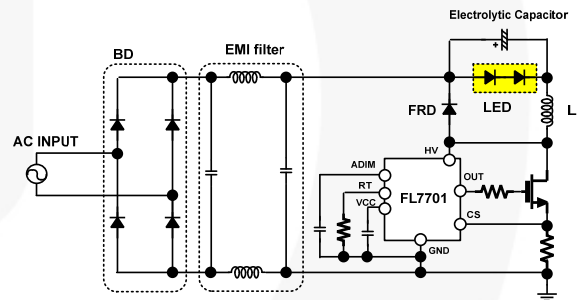 Electrolytic Capacitor
+
BD
EMI filter
FRD
LED
L
AC INPUT
HV
ADIM
RT
VCC
FL7701
OUT
CS
GND